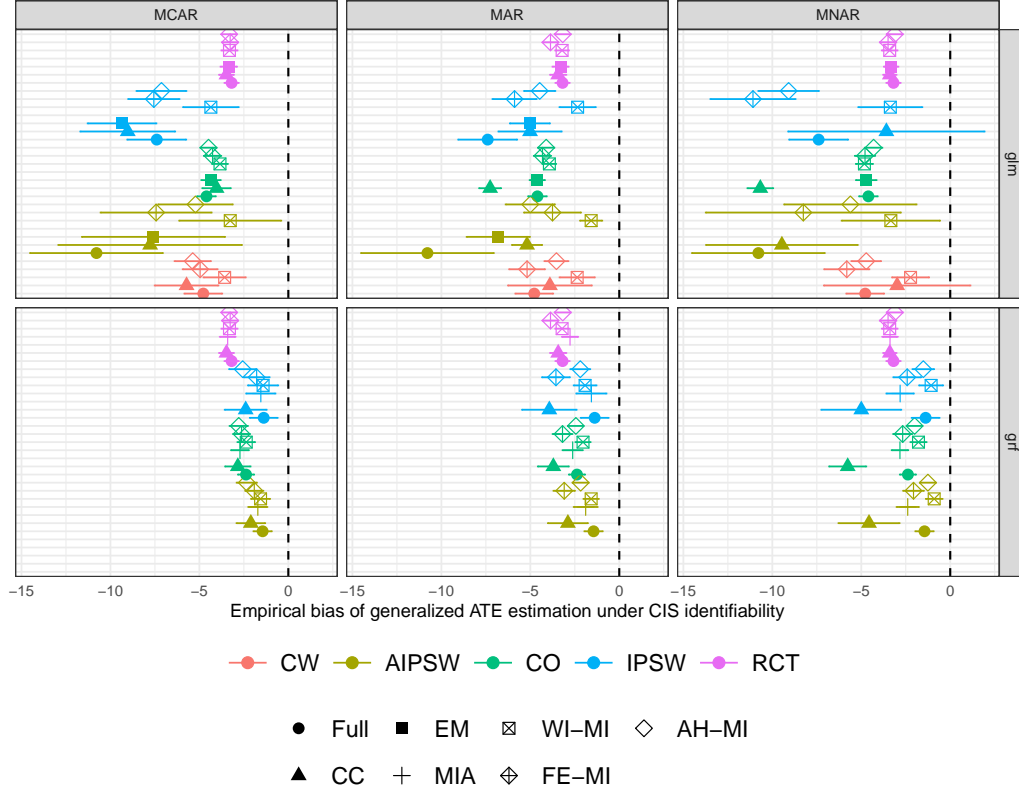 MCAR MAR MNAR
glm
grf
−15 −10 −5 0 −15 −10 −5 0 −15 −10 −5 0
Empirical bias of generalized ATE estimation under CIS identifiability
CW AIPSW CO IPSW RCT
Full EM WI−MI AH−MI
CC MIA FE−MI